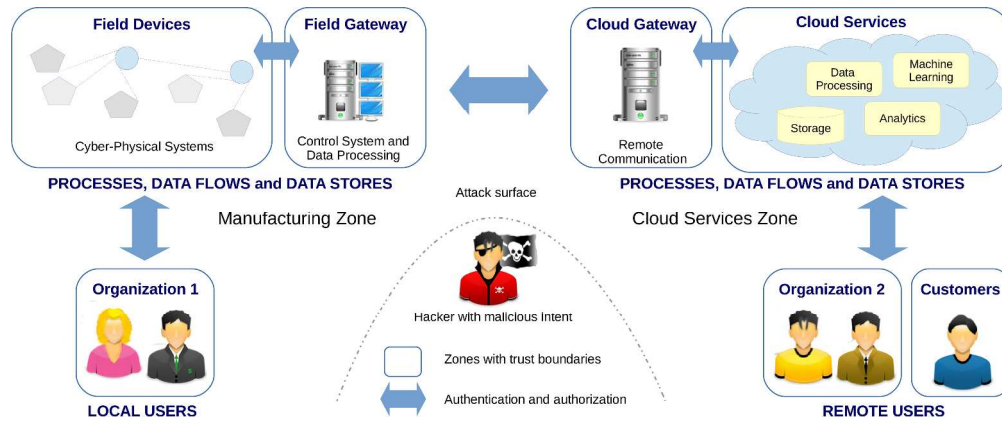 Field Devices
Field Gateway
Cloud Gateway
Cloud Services
Data
Processing
Machine
Learning
Storage
Analytics
Cyber-Physical Systems
Control System and
Data Processing
Remote
Communication
PROCESSES, DATA FLOWS and DATA STORES
PROCESSES, DATA FLOWS and DATA STORES
Attack surface
Manufacturing Zone
Cloud Services Zone
Organization 1
Hacker with malicious Intent
Organization 2
Customers
Zones with trust boundaries
Authentication and authorization
LOCAL USERS
REMOTE USERS